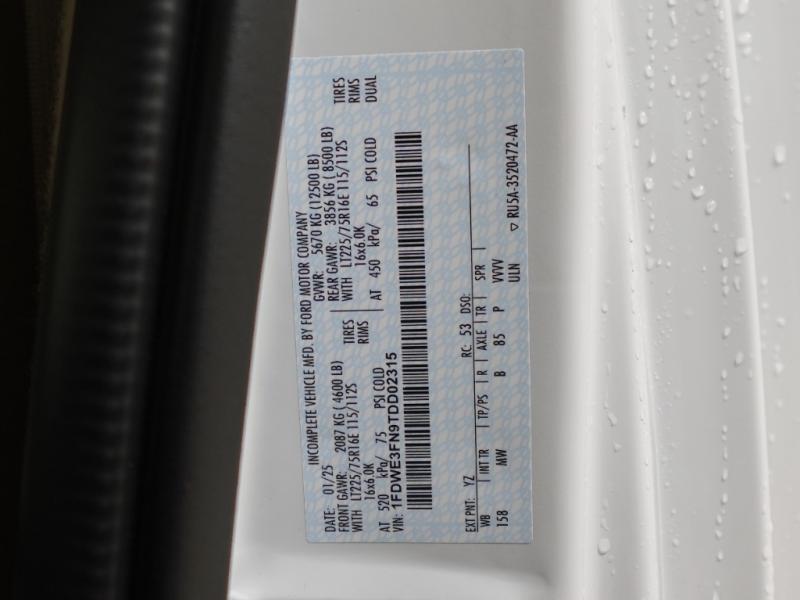 INCOMPLETE VEHICLE MFD. BY FORD MOTOR COMPANY
DATE: 01/25 GVWR: 5670 KG (12500 LB)
FRONT GAWR: 2087 KG ( 4600 LB) REAR GAWR: 3856 KG ( 8500 LB)
WITH LT225/75R16E 115/112S TIRES WITH LT225/75R16E 115/112S TIRES
16x6.0K RIMS 16x6.0K RIMS
AT 520 kPa/ 75 PSI COLD AT 450 kPa/ 65 PSI COLD DUAL
VIN: 1FDWE3FN9TDD02315
EXT PNT: YZ RC: 53 DSO:
WB INT TR TP/PS R AXLE TR SPR
158 MW B 85 P VVVV
ULN
▽ RU5A-3520472-AA